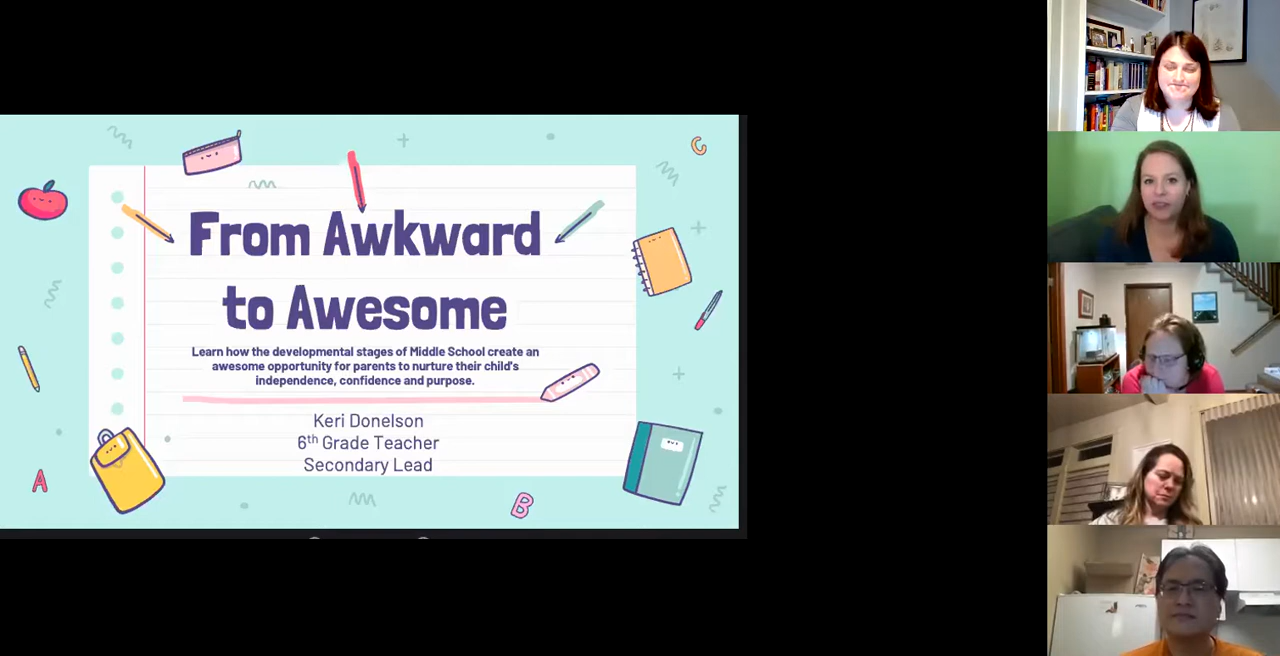 C
From Awkward
to Awesome
Learn how the developmental stages of Middle School create an
awesome opportunity for parents to nurture their child's
independence, confidence and purpose.
Keri Donelson
6th Grade Teacher
Secondary Lead
A
B